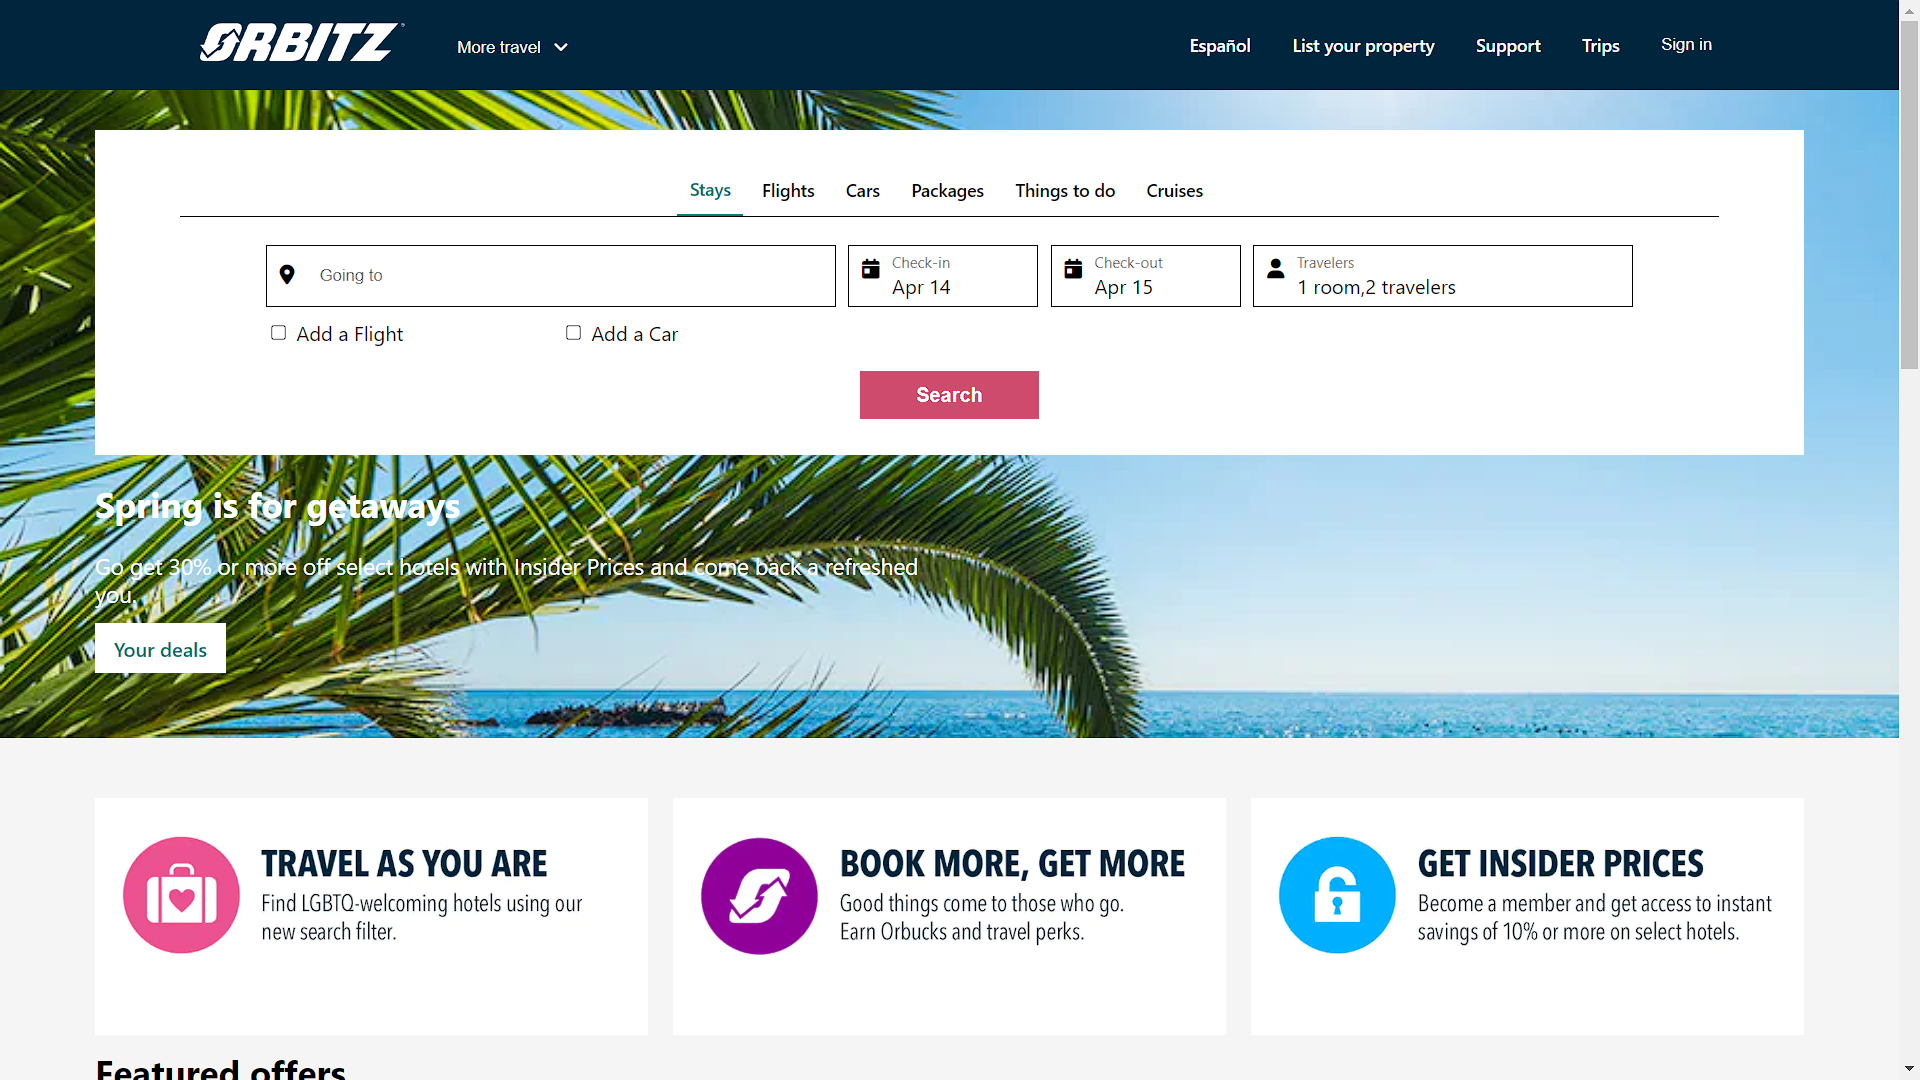 ORBITZ
More travel
Español
List your property
Support
Trips
Sign in
Stays
Flights
Cars
Packages
Things to do
Cruises
Going to
Check-in
Apr 14
Check-out
Apr 15
Travelers
1 room,2 travelers
Add a Flight
Add a Car
Search
Spring is for getaways
Go get 30% or more off select hotels with Insider Prices and come back a refreshed
you.
Your deals
TRAVEL AS YOU ARE
Find LGBTQ-welcoming hotels using our
new search filter.
BOOK MORE, GET MORE
Good things come to those who go.
Earn Orbucks and travel perks.
GET INSIDER PRICES
Become a member and get access to instant
savings of 10% or more on select hotels.
Featured offers